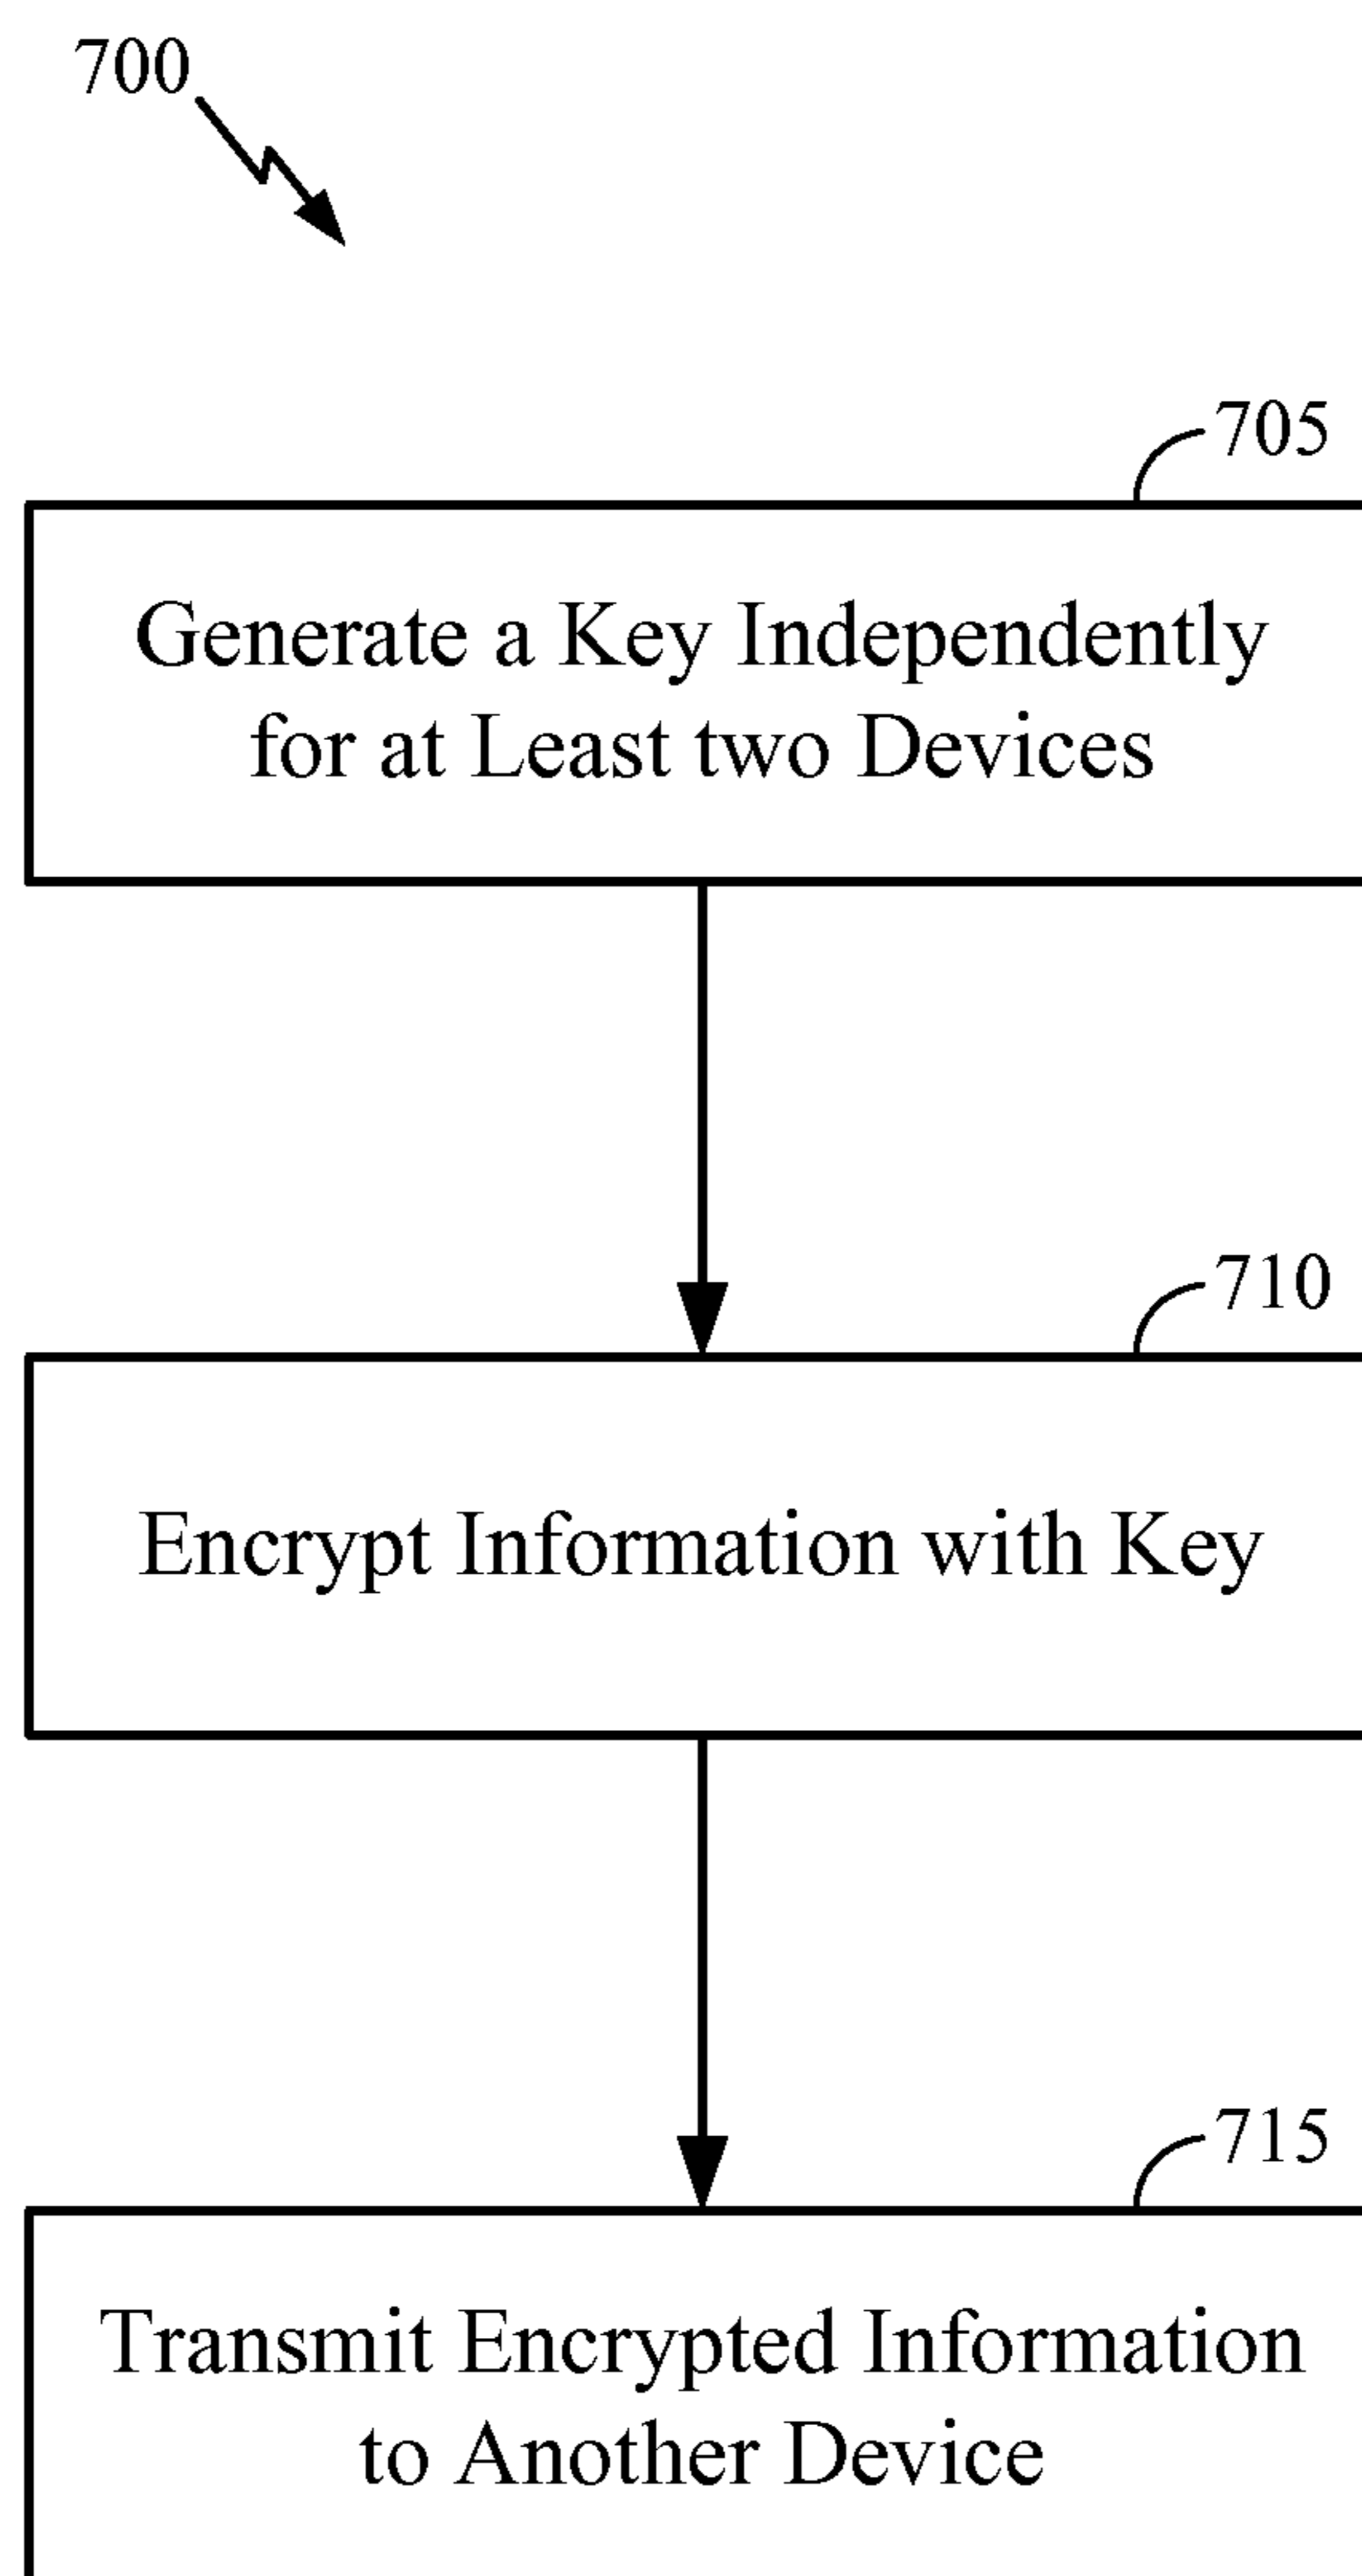 700
705
Generate a Key Independently
for at Least two Devices
710
Encrypt Information with Key
715
Transmit Encrypted Information
to Another Device